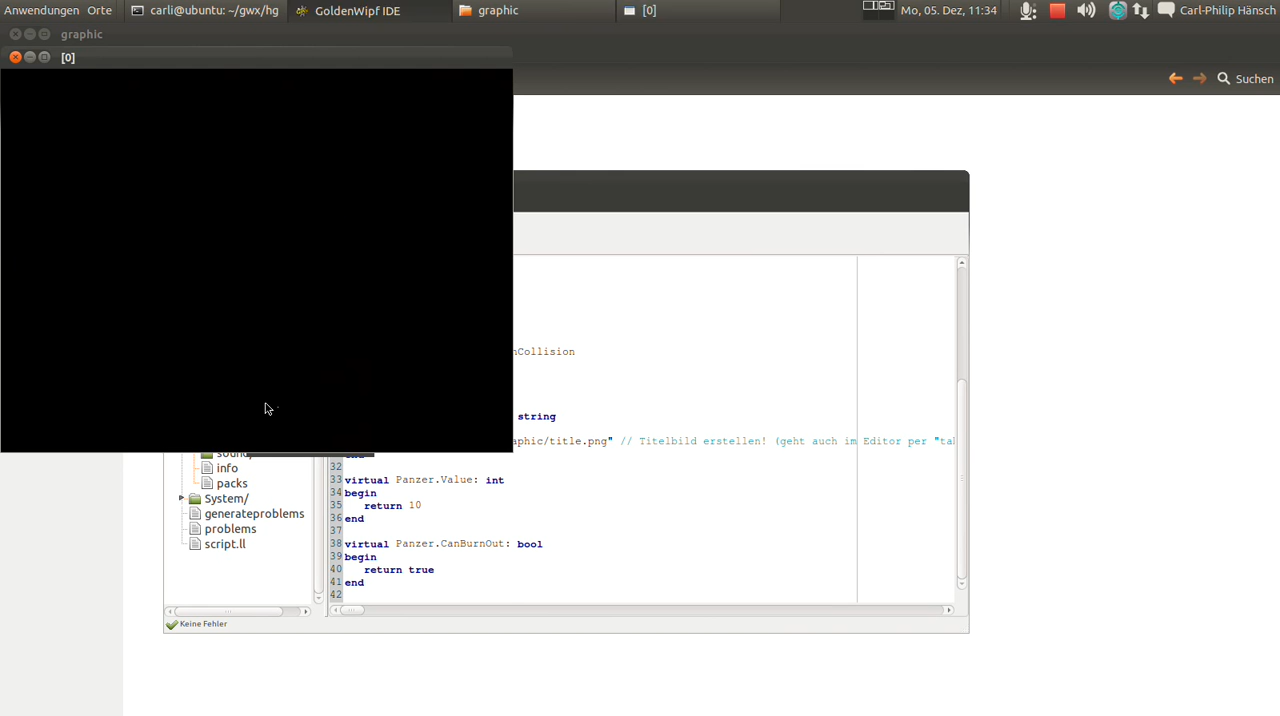 Anwendungen Orte carli@ubuntu: ~/gwx/hg GoldenWipf IDE graphic [0] Mo, 05. Dez, 11:34 Carl-Philip Hänsch
graphic
[0]
Suchen
nCollision
string
aphic/title.png" // Titelbild erstellen! (geht auch im Editor per "tal
info
packs
System/
generateproblems
problems
script.ll
32
33 virtual Panzer.Value: int
34 begin
35 return 10
36 end
37
38 virtual Panzer.CanBurnOut: bool
39 begin
40 return true
41 end
42
Keine Fehler